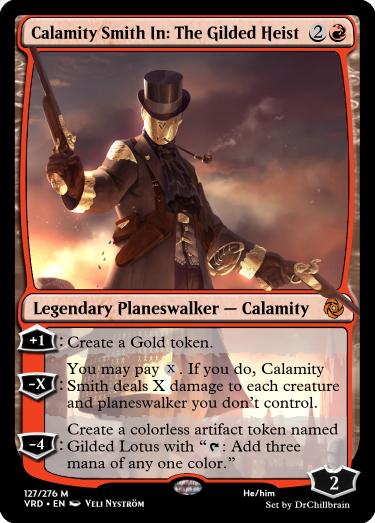 Calamity Smith In: The Gilded Heist 2
Legendary Planeswalker — Calamity
+1: Create a Gold token.
You may pay X. If you do, Calamity
-X: Smith deals X damage to each creature
and planeswalker you don't control.
Create a colorless artifact token named
-4: Gilded Lotus with “: Add three
mana of any one color.”
2
127/276 M He/him
VRD • EN VELI NYSTRÖM Set by DrChillbrain